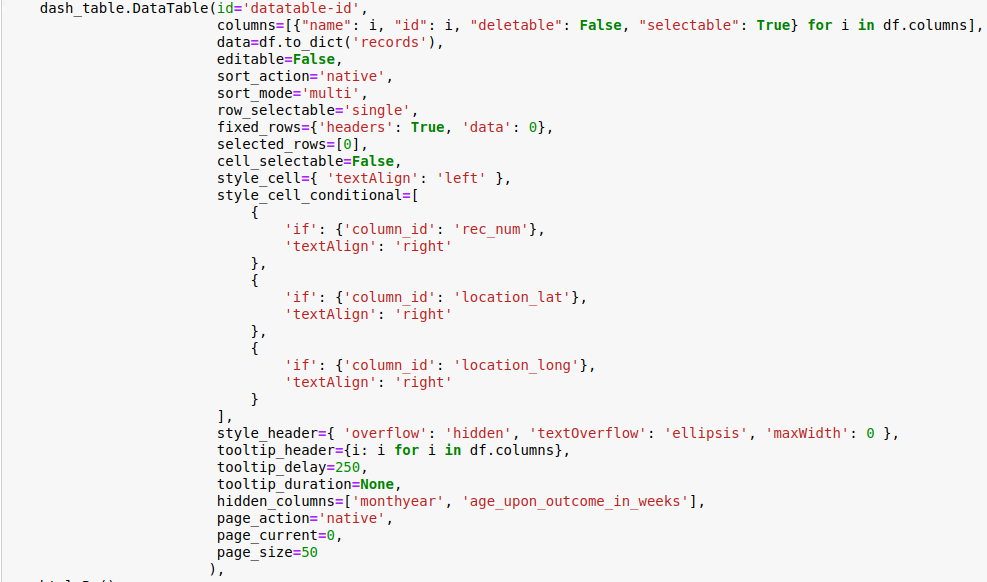 dash_table.DataTable(id='datatable-id',
columns=[{"name": i, "id": i, "deletable": False, "selectable": True} for i in df.columns],
data=df.to_dict('records'),
editable=False,
sort_action='native',
sort_mode='multi',
row_selectable='single',
fixed_rows={'headers': True, 'data': 0},
selected_rows=[0],
cell_selectable=False,
style_cell={ 'textAlign': 'left' },
style_cell_conditional=[
{
'if': {'column_id': 'rec_num'},
'textAlign': 'right'
},
{
'if': {'column_id': 'location_lat'},
'textAlign': 'right'
},
{
'if': {'column_id': 'location_long'},
'textAlign': 'right'
}
],
style_header={ 'overflow': 'hidden', 'textOverflow': 'ellipsis', 'maxWidth': 0 },
tooltip_header={i: i for i in df.columns},
tooltip_delay=250,
tooltip_duration=None,
hidden_columns=['monthyear', 'age_upon_outcome_in_weeks'],
page_action='native',
page_current=0,
page_size=50
),